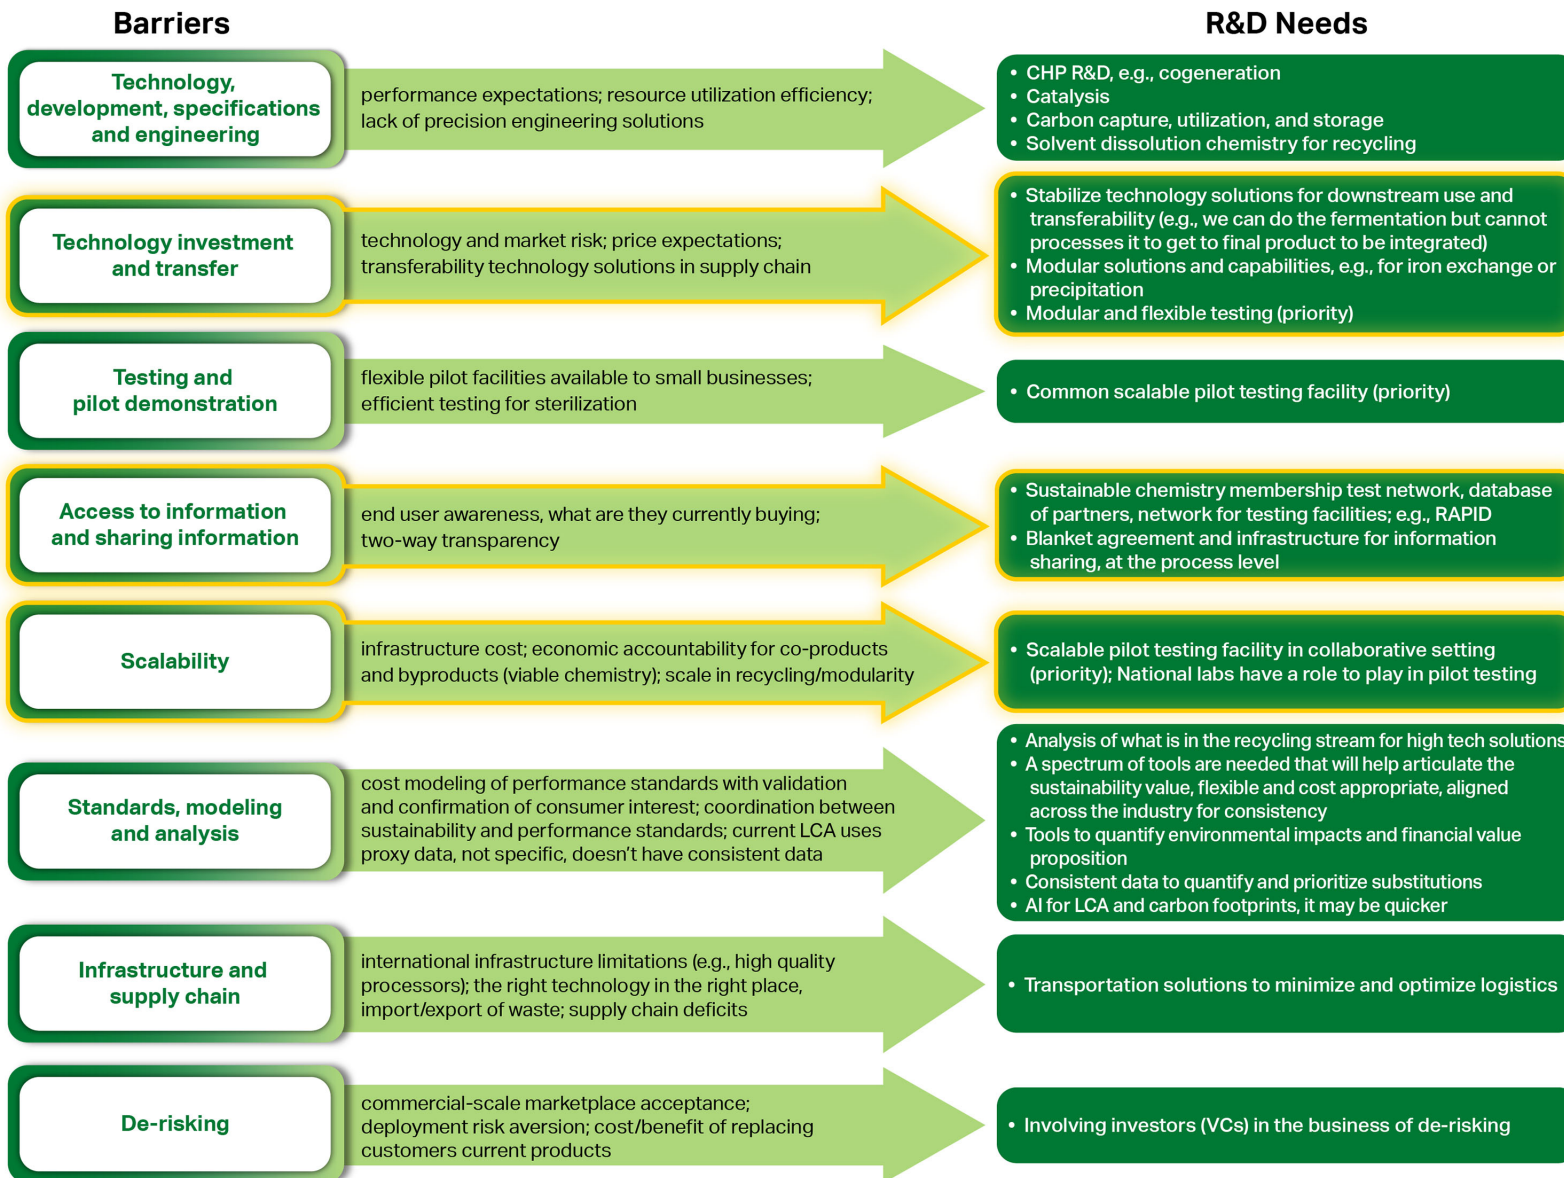 Barriers
R&D Needs
Technology,
development, specifications
and engineering
performance expectations; resource utilization efficiency;
lack of precision engineering solutions
• CHP R&D, e.g., cogeneration
• Catalysis
• Carbon capture, utilization, and storage
• Solvent dissolution chemistry for recycling
Technology investment
and transfer
technology and market risk; price expectations;
transferability technology solutions in supply chain
• Stabilize technology solutions for downstream use and
transferability (e.g., we can do the fermentation but cannot
processes it to get to final product to be integrated)
• Modular solutions and capabilities, e.g., for iron exchange or
precipitation
• Modular and flexible testing (priority)
Testing and
pilot demonstration
flexible pilot facilities available to small businesses;
efficient testing for sterilization
• Common scalable pilot testing facility (priority)
Access to information
and sharing information
end user awareness, what are they currently buying;
two-way transparency
• Sustainable chemistry membership test network, database
of partners, network for testing facilities; e.g., RAPID
• Blanket agreement and infrastructure for information
sharing, at the process level
Scalability
infrastructure cost; economic accountability for co-products
and byproducts (viable chemistry); scale in recycling/modularity
• Scalable pilot testing facility in collaborative setting
(priority); National labs have a role to play in pilot testing
Standards, modeling
and analysis
cost modeling of performance standards with validation
and confirmation of consumer interest; coordination between
sustainability and performance standards; current LCA uses
proxy data, not specific, doesn’t have consistent data
• Analysis of what is in the recycling stream for high tech solutions
• A spectrum of tools are needed that will help articulate the
sustainability value, flexible and cost appropriate, aligned
across the industry for consistency
• Tools to quantify environmental impacts and financial value
proposition
• Consistent data to quantify and prioritize substitutions
• AI for LCA and carbon footprints, it may be quicker
Infrastructure and
supply chain
international infrastructure limitations (e.g., high quality
processors); the right technology in the right place,
import/export of waste; supply chain deficits
• Transportation solutions to minimize and optimize logistics
De-risking
commercial-scale marketplace acceptance;
deployment risk aversion; cost/benefit of replacing
customers current products
• Involving investors (VCs) in the business of de-risking